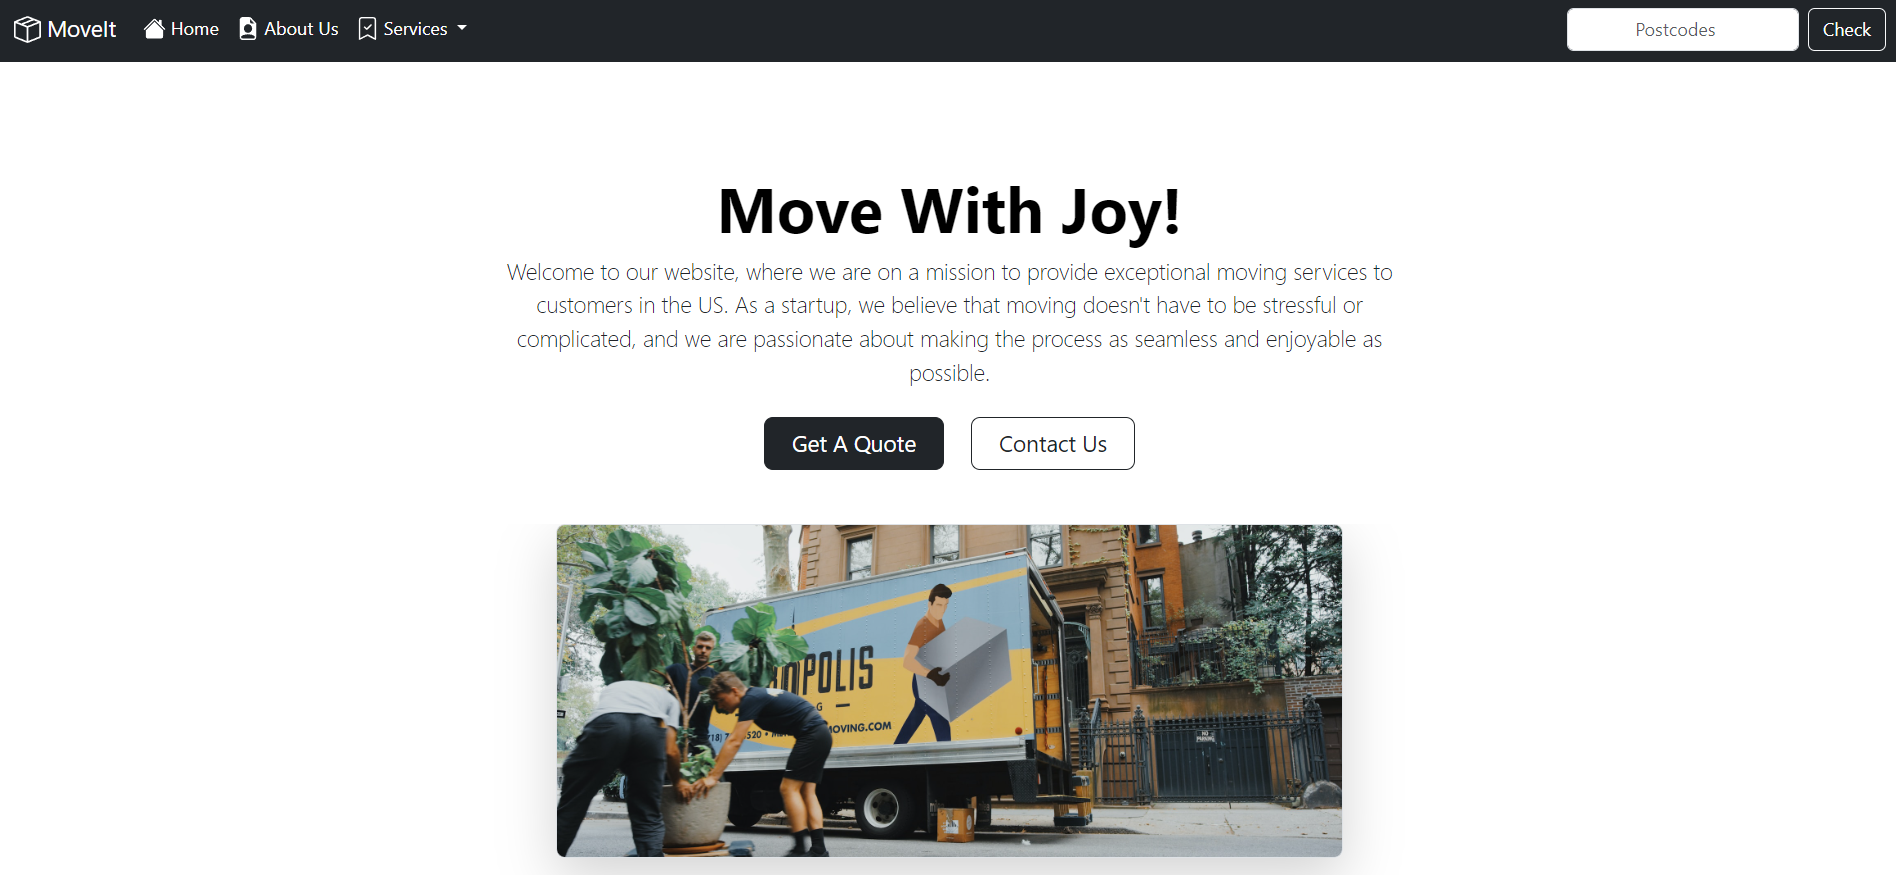 MoveIt Home About Us Services Postcodes Check
Move With Joy!
Welcome to our website, where we are on a mission to provide exceptional moving services to
customers in the US. As a startup, we believe that moving doesn't have to be stressful or
complicated, and we are passionate about making the process as seamless and enjoyable as
possible.
Get A Quote Contact Us
POLIS
G
MOVING.COM
NO
PARKING